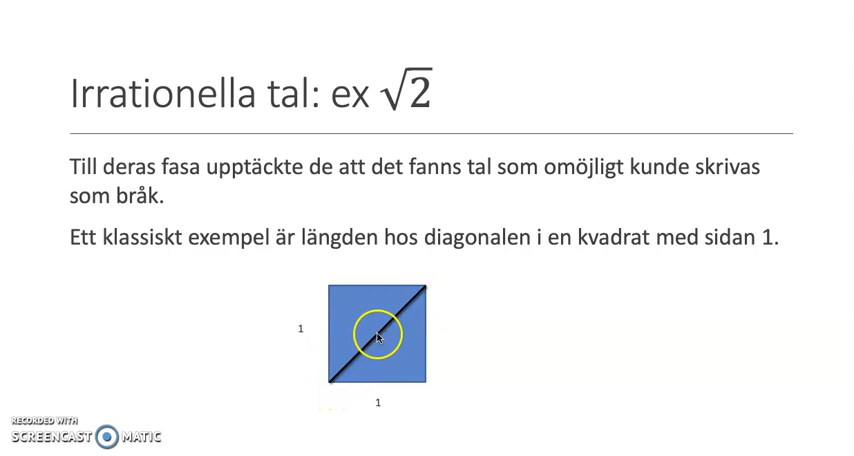 Irrationella tal: ex √2
Till deras fasa upptäckte de att det fanns tal som omöjligt kunde skrivas
som bråk.
Ett klassiskt exempel är längden hos diagonalen i en kvadrat med sidan 1.
1
1
RECORDED WITH
SCREENCAST MATIC